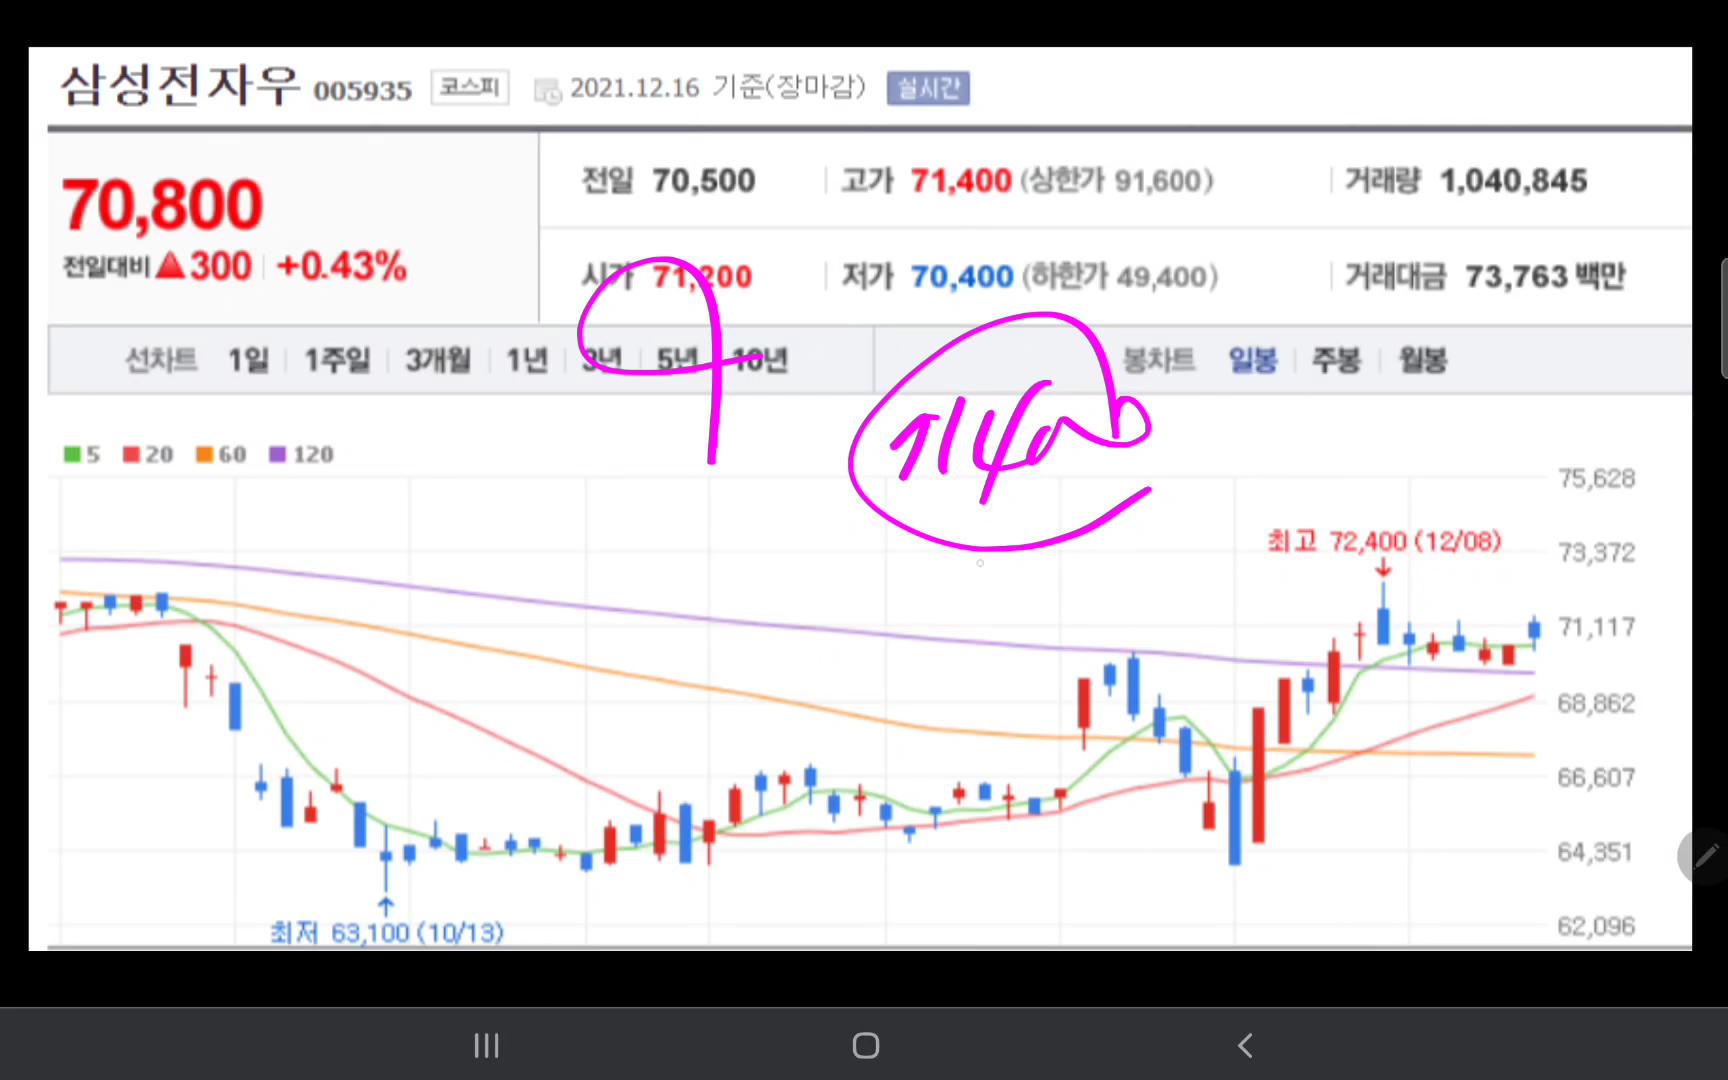 삼성전자우 005935 코스피 2021.12.16 기준(장마감) 실시간
70,800
전일대비 ▲300 +0.43%
전일 70,500 고가 71,400 (상한가 91,600) 거래량 1,040,845
시가 71,200 저가 70,400 (하한가 49,400) 거래대금 73,763 백만
선차트 1일 1주일 3개월 1년 3년 5년 10년 봉차트 일봉 주봉 월봉
5 20 60 120
75,628
최고 72,400 (12/08)
73,372
71,117
68,862
66,607
64,351
최저 63,100 (10/13)
62,096